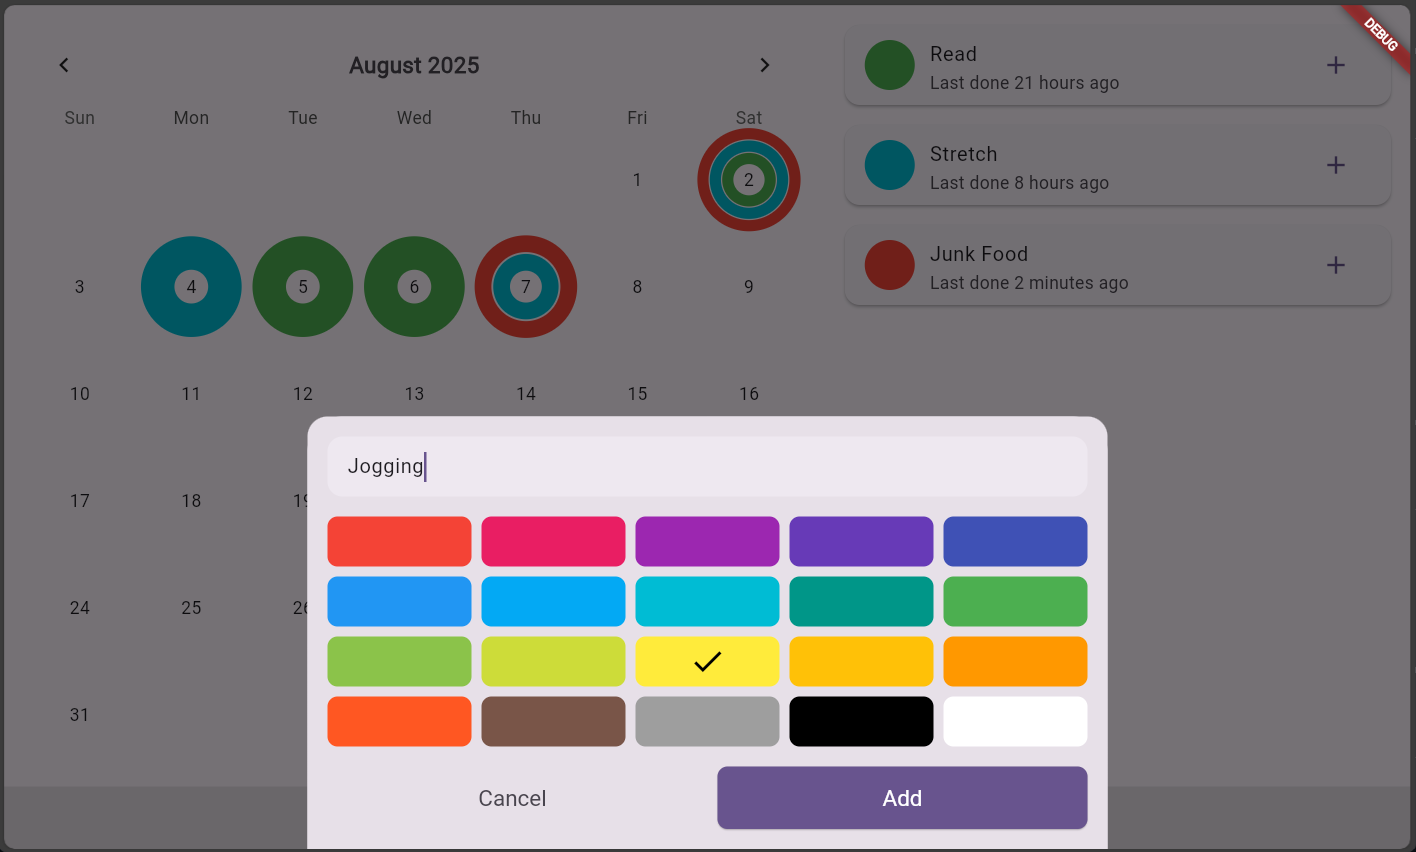 August 2025
Sun Mon Tue Wed Thu Fri Sat
1 2
3 4 5 6 7 8 9
10 11 12 13 14 15 16
17 18
24 25
31
Read
Last done 21 hours ago
Stretch
Last done 8 hours ago
Junk Food
Last done 2 minutes ago
DEBUG
Jogging
Cancel Add